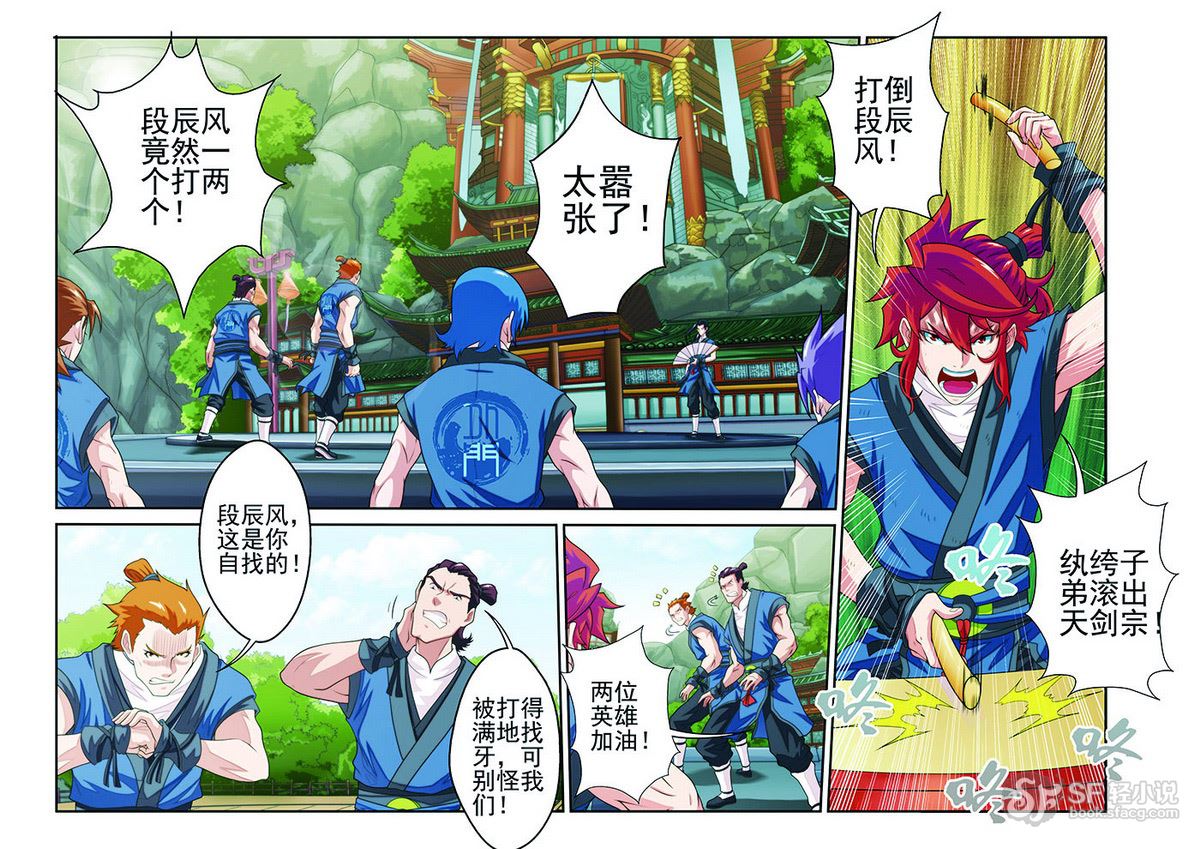 段辰风
竟然一
个打两
个！
太嚣
张了！
打倒
段辰
风！
纨绔子
弟滚出
天剑宗！
咚
咚
咚
咚
段辰风，
这是你
自找的！
被打得
满地找
牙，可
别怪我
们！
两位
英雄
加油！
SF轻小说
book.sfacg.com